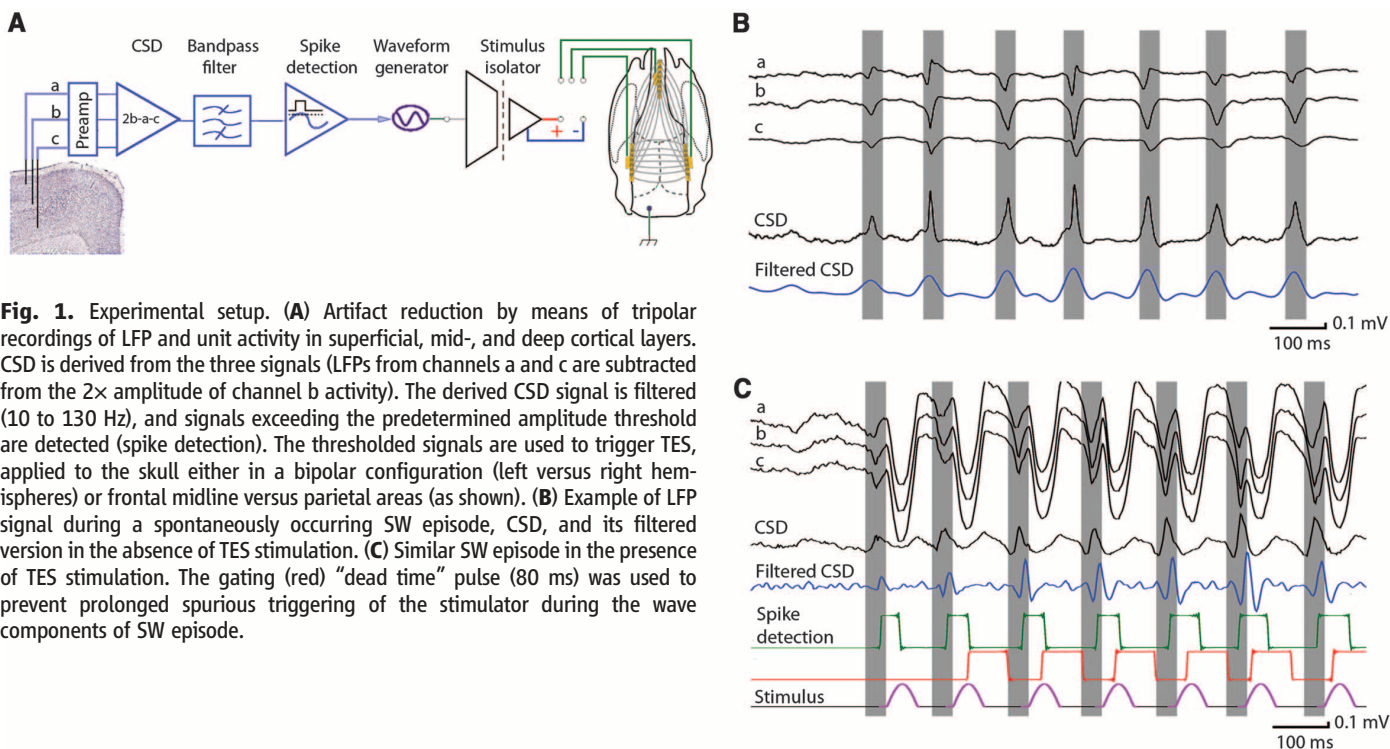 A
CSD
Bandpass filter
Spike detection
Waveform generator
Stimulus isolator
a
b
c
Preamp
2b-a-c
+ -
Fig. 1. Experimental setup. (A) Artifact reduction by means of tripolar
recordings of LFP and unit activity in superficial, mid-, and deep cortical layers.
CSD is derived from the three signals (LFPs from channels a and c are subtracted
from the 2× amplitude of channel b activity). The derived CSD signal is filtered
(10 to 130 Hz), and signals exceeding the predetermined amplitude threshold
are detected (spike detection). The thresholded signals are used to trigger TES,
applied to the skull either in a bipolar configuration (left versus right hem-
ispheres) or frontal midline versus parietal areas (as shown). (B) Example of LFP
signal during a spontaneously occurring SW episode, CSD, and its filtered
version in the absence of TES stimulation. (C) Similar SW episode in the presence
of TES stimulation. The gating (red) “dead time” pulse (80 ms) was used to
prevent prolonged spurious triggering of the stimulator during the wave
components of SW episode.
B
a
b
c
CSD
Filtered CSD
0.1 mV
100 ms
C
a
b
c
CSD
Filtered CSD
Spike
detection
Stimulus
0.1 mV
100 ms